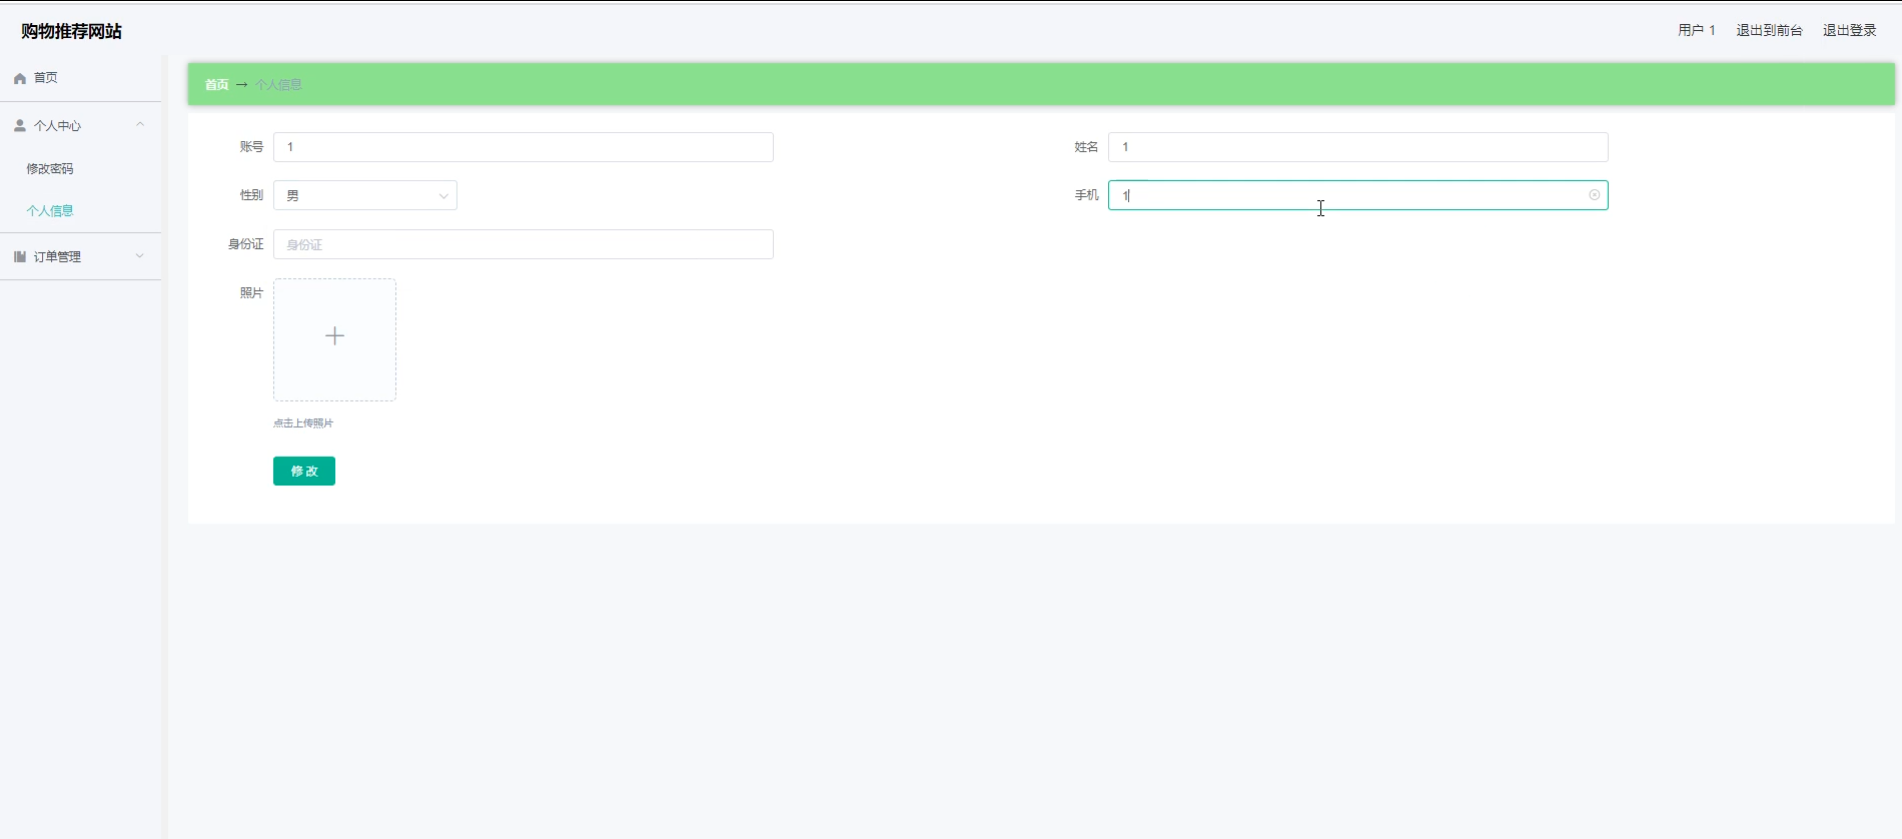 购物推荐网站
用户 1 退出到前台 退出登录
首页
个人中心
修改密码
个人信息
订单管理
首页 → 个人信息
账号 1
姓名 1
性别 男
手机 1
身份证 身份证
照片
点击上传照片
修 改